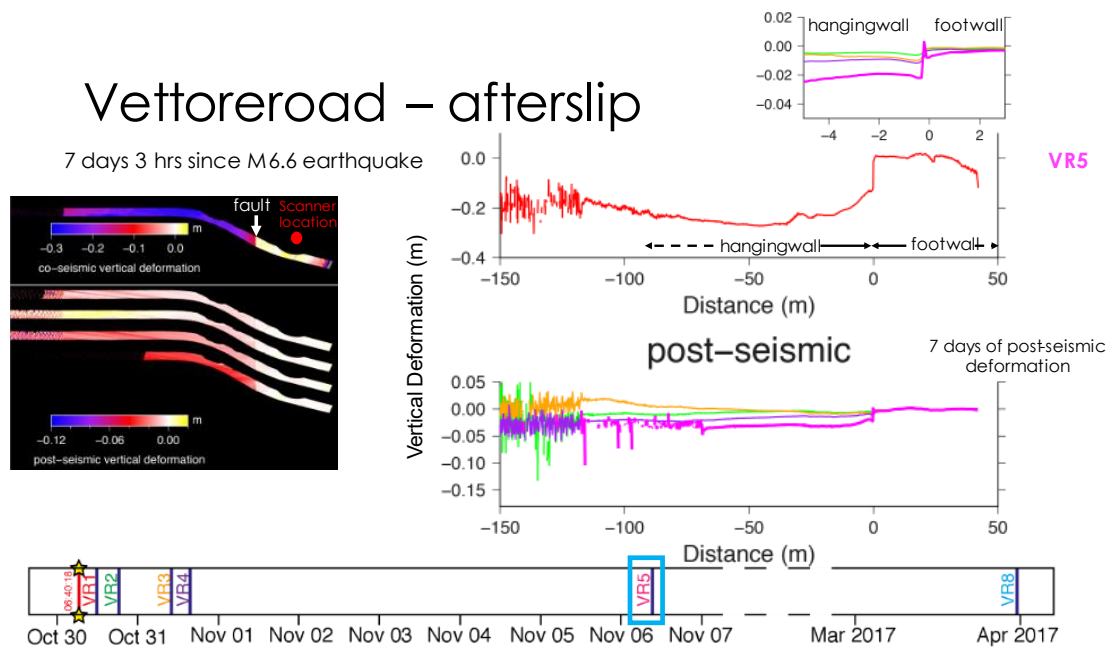 0.02
hangingwall footwall
0.00
−0.02
−0.04
−4 −2 0 2
Vettoreroad – afterslip
7 days 3 hrs since M6.6 earthquake
VR5
fault
Scanner
location
m
−0.3 −0.2 −0.1 0.0
co−seismic vertical deformation
m
−0.12 −0.06 0.00
post−seismic vertical deformation
Vertical Deformation (m)
0.0
−0.2
−0.4
hangingwall footwall
−150 −100 −50 0 50
Distance (m)
post−seismic
7 days of post-seismic
deformation
0.05
0.00
−0.05
−0.10
−0.15
−150 −100 −50 0 50
Distance (m)
06:40:18
VR1
VR2
VR3
VR4
VR5
VR8
Oct 30 Oct 31 Nov 01 Nov 02 Nov 03 Nov 04 Nov 05 Nov 06 Nov 07 Mar 2017 Apr 2017